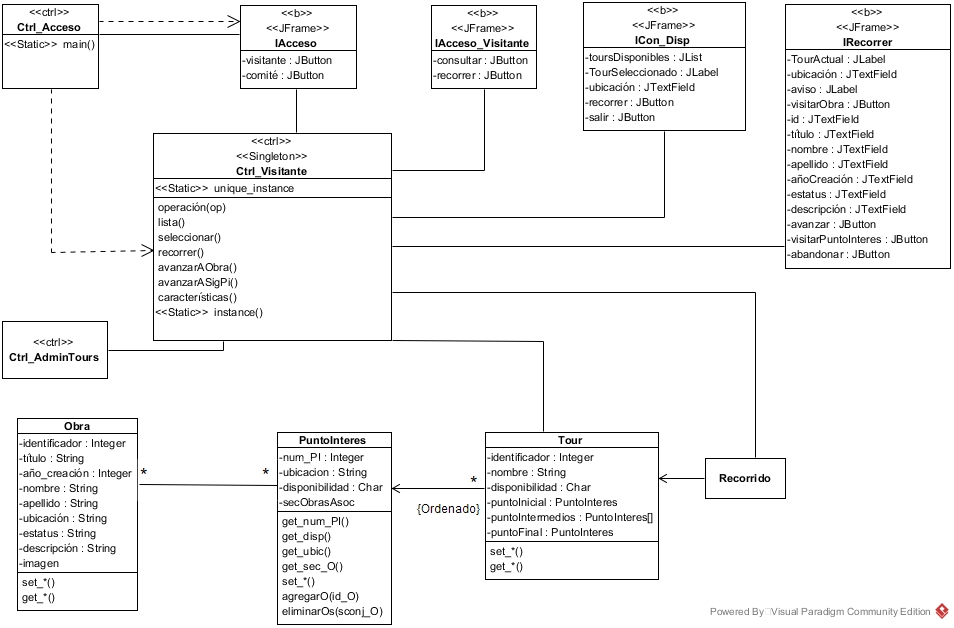 <<ctrl>>
Ctrl_Acceso
<<Static>> main()
<<b>>
<<JFrame>>
IAcceso
-visitante : JButton
-comité : JButton
<<b>>
<<JFrame>>
IAcceso_Visitante
-consultar : JButton
-recorrer : JButton
<<b>>
<<JFrame>>
ICon_Disp
-toursDisponibles : JList
-TourSeleccionado : JLabel
-ubicación : JTextField
-recorrer : JButton
-salir : JButton
<<b>>
<<JFrame>>
IRecorrer
-TourActual : JLabel
-ubicación : JTextField
-aviso : JLabel
-visitarObra : JButton
-id : JTextField
-título : JTextField
-nombre : JTextField
-apellido : JTextField
-añoCreación : JTextField
-estatus : JTextField
-descripción : JTextField
-avanzar : JButton
-visitarPuntoInteres : JButton
-abandonar : JButton
<<ctrl>>
<<Singleton>>
Ctrl_Visitante
<<Static>> unique_instance
operación(op)
lista()
seleccionar()
recorrer()
avanzarAObra()
avanzarASigPi()
características()
<<Static>> instance()
<<ctrl>>
Ctrl_AdminTours
Obra
-identificador : Integer
-título : String
-año_creación : Integer
-nombre : String
-apellido : String
-ubicación : String
-estatus : String
-descripción : String
-imagen
set_*()
get_*()
*
*
PuntoInteres
-num_PI : Integer
-ubicacion : String
-disponibilidad : Char
-secObrasAsoc
get_num_PI()
get_disp()
get_ubic()
get_sec_O()
set_*()
agregarO(id_O)
eliminarOs(sconj_O)
*
{Ordenado}
Tour
-identificador : Integer
-nombre : String
-disponibilidad : Char
-puntoInicial : PuntoInteres
-puntoIntermedios : PuntoInteres[]
-puntoFinal : PuntoInteres
set_*()
get_*()
Recorrido
Powered By Visual Paradigm Community Edition